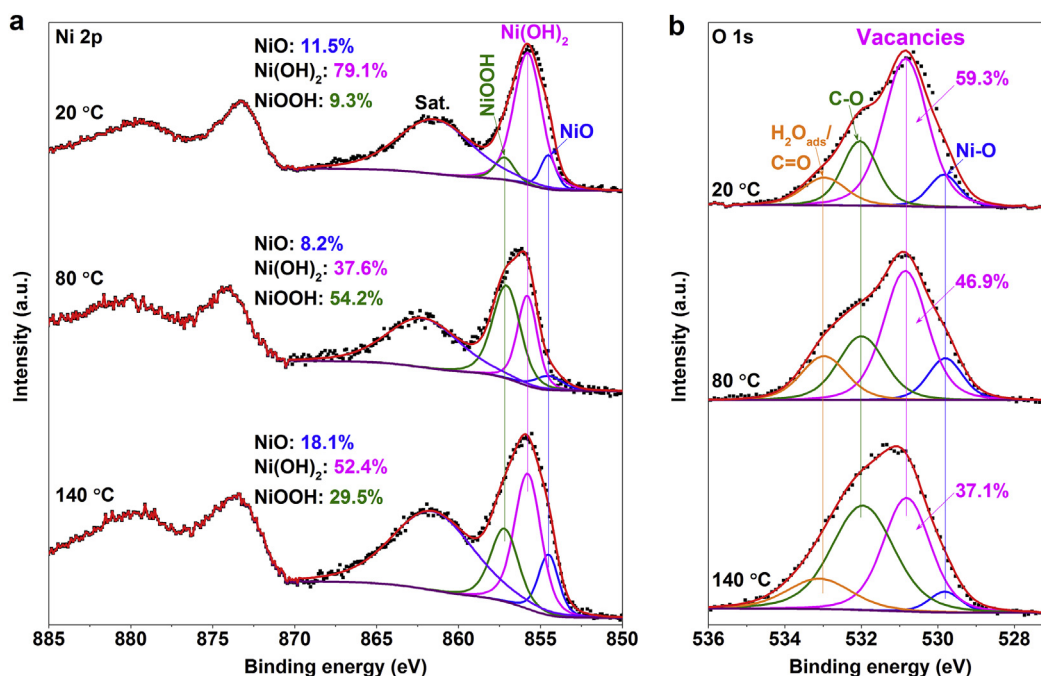 a
Ni 2p
NiO: 11.5%
Ni(OH)2: 79.1%
NiOOH: 9.3%
20 °C
Sat.
NiOOH
Ni(OH)2
NiO
NiO: 8.2%
Ni(OH)2: 37.6%
NiOOH: 54.2%
80 °C
NiO: 18.1%
Ni(OH)2: 52.4%
NiOOH: 29.5%
140 °C
Intensity (a.u.)
885 880 875 870 865 860 855 850
Binding energy (eV)
b
O 1s
Vacancies
59.3%
C-O
H2Oads/
C=O
Ni-O
20 °C
46.9%
80 °C
37.1%
140 °C
Intensity (a.u.)
536 534 532 530 528
Binding energy (eV)